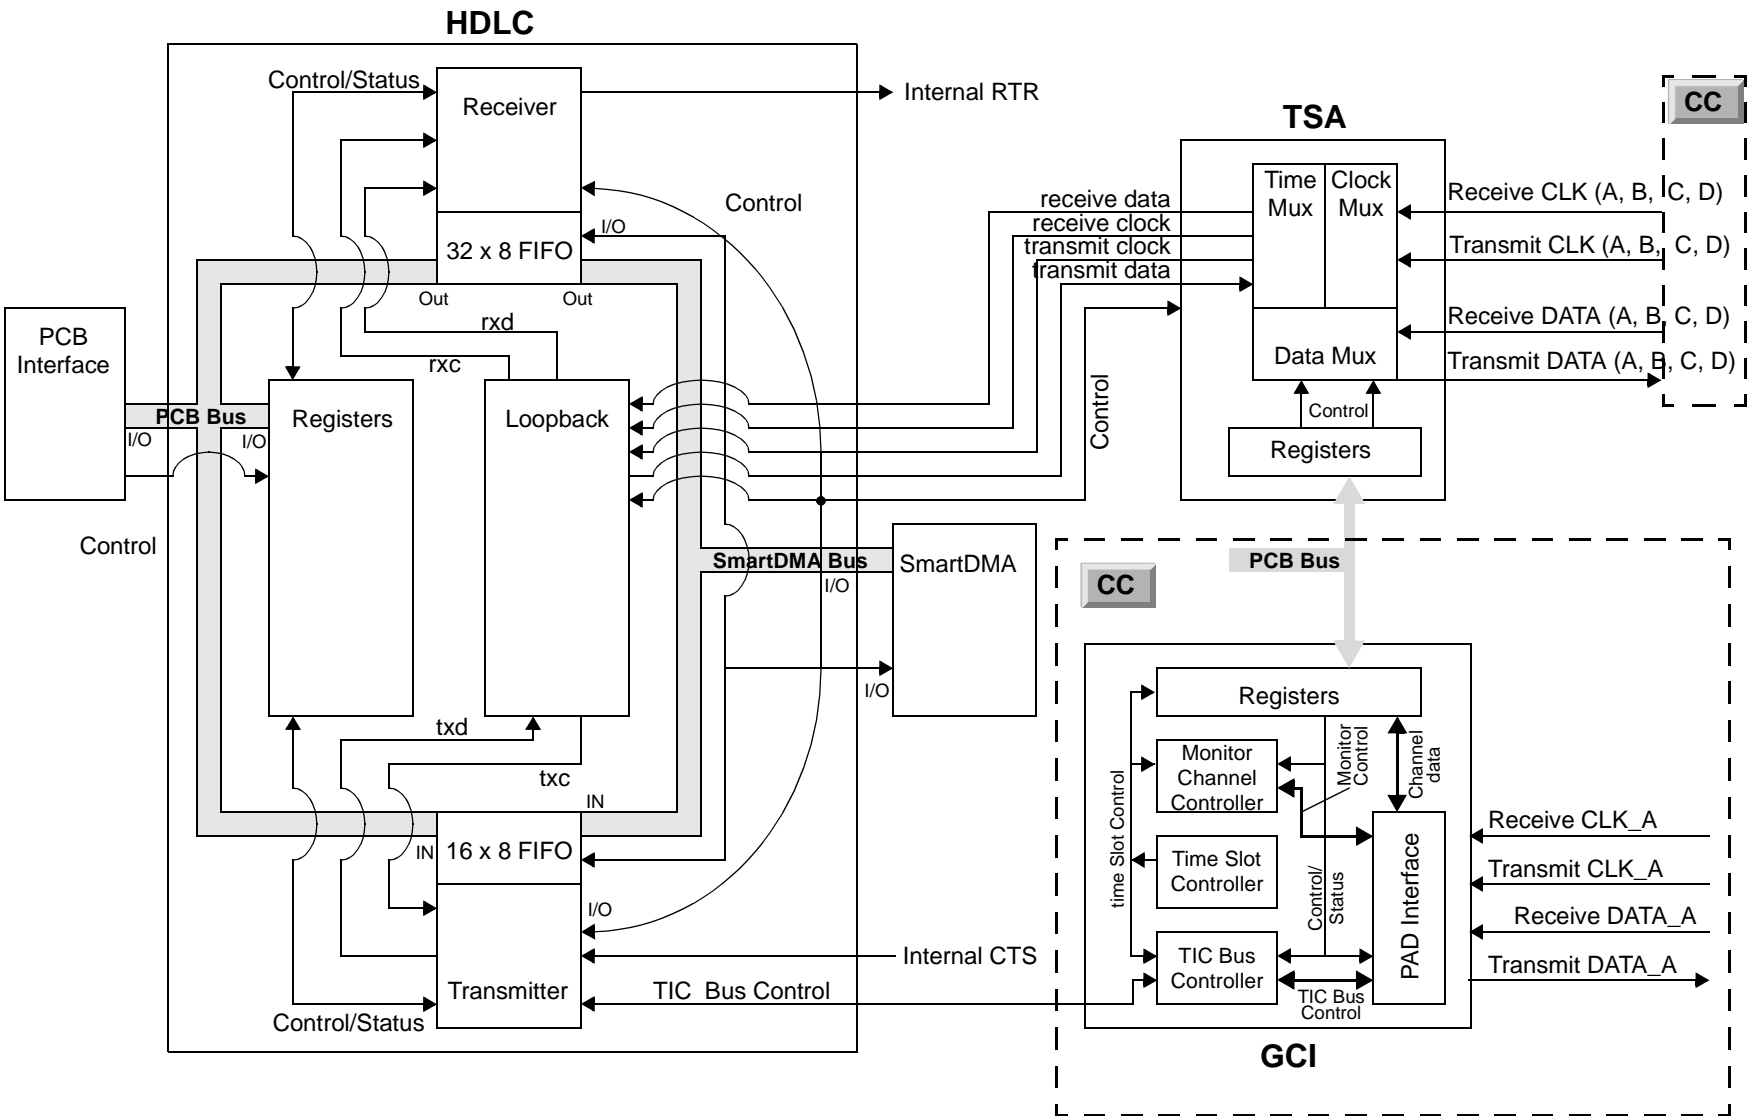 HDLC
Control/Status
Receiver
Internal RTR
CC
TSA
Time
Mux
Clock
Mux
Receive CLK (A, B, C, D)
receive data
Control
receive clock
I/O
transmit clock
Transmit CLK (A, B, C, D)
32 x 8 FIFO
transmit data
Out
Out
rxd
Receive DATA (A, B, C, D)
PCB
Interface
rxc
Data Mux
Transmit DATA (A, B, C, D)
PCB Bus
Registers
Loopback
Control
Control
I/O
I/O
Registers
Control
SmartDMA Bus
SmartDMA
PCB Bus
I/O
CC
I/O
Registers
txd
Monitor
Control
Channel
data
Monitor
Channel
Controller
txc
IN
time Slot Control
Receive CLK_A
IN
16 x 8 FIFO
Time Slot
Controller
Transmit CLK_A
Control/
Status
PAD Interface
I/O
Receive DATA_A
Internal CTS
TIC Bus
Controller
Transmit DATA_A
Transmitter
TIC Bus Control
TIC Bus
Control
Control/Status
GCI